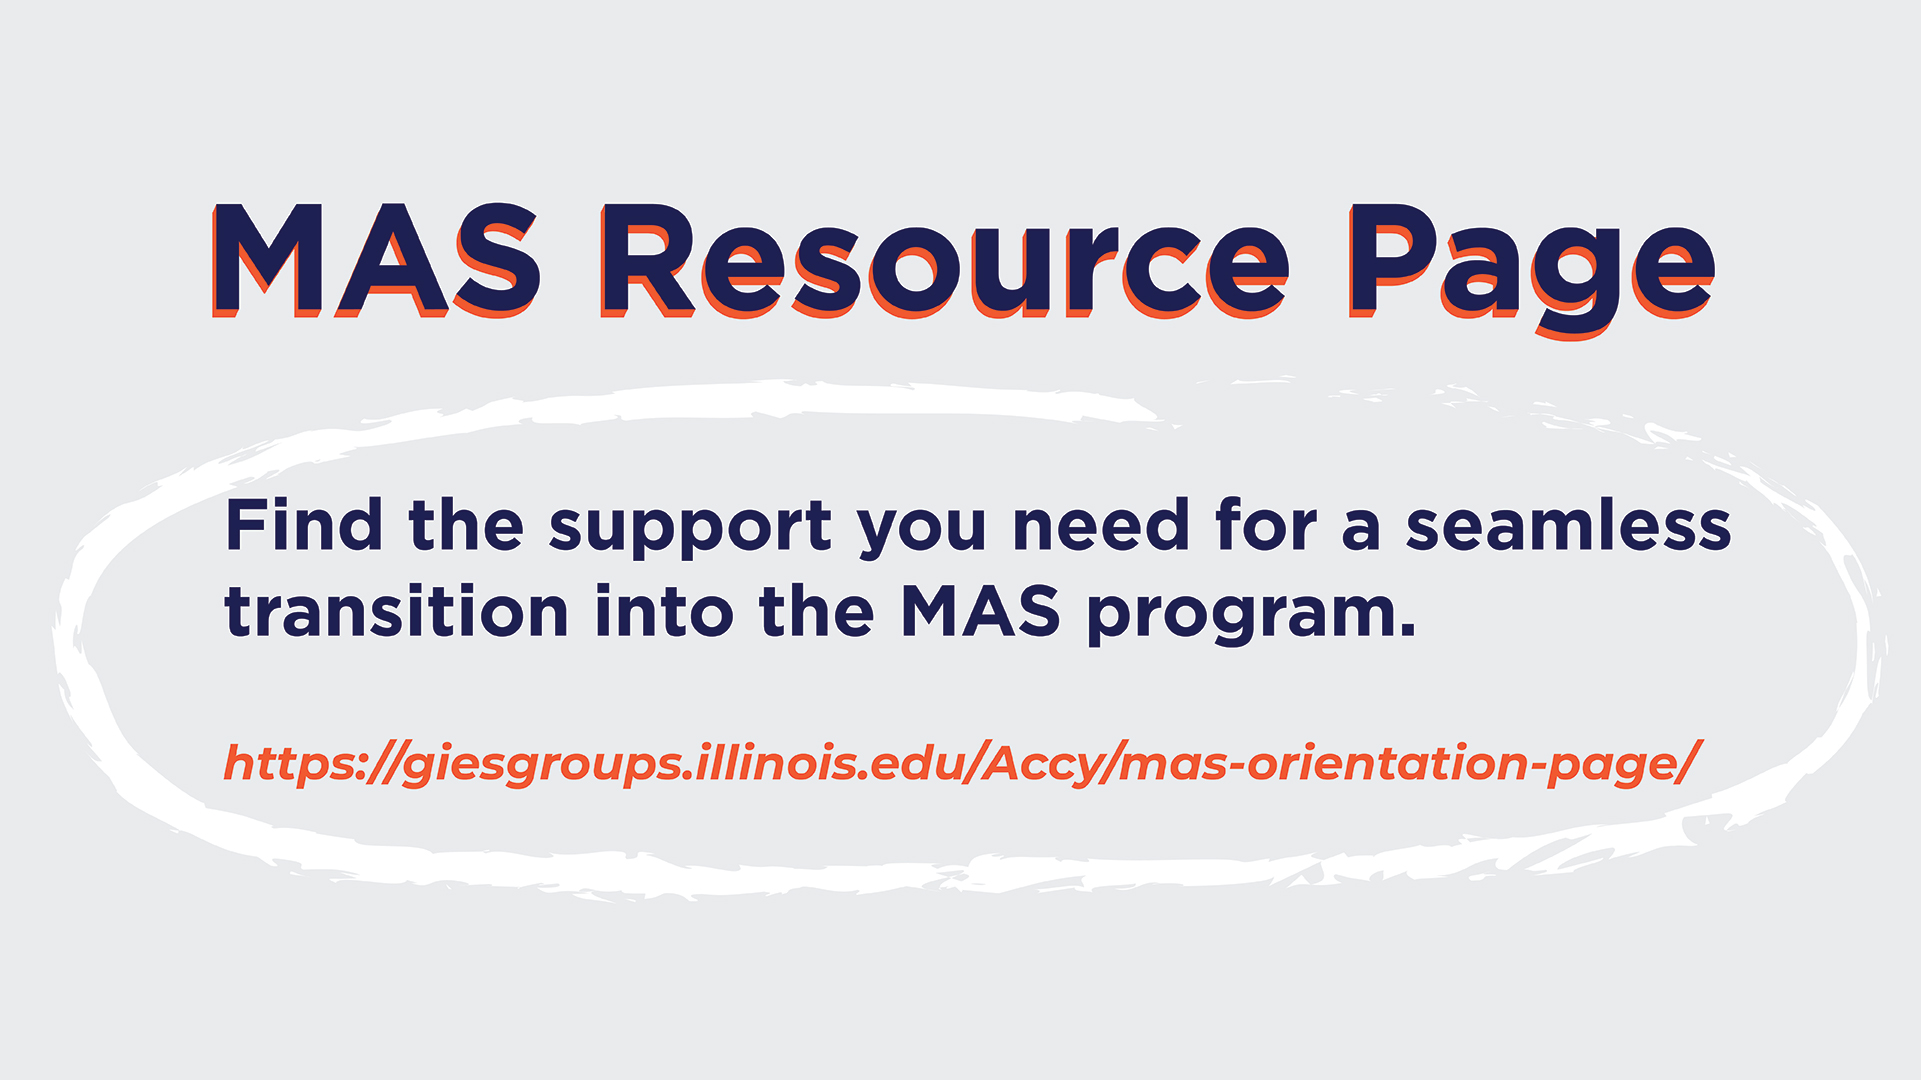 MAS Resource Page
Find the support you need for a seamless
transition into the MAS program.
https://giesgroups.illinois.edu/Accy/mas-orientation-page/